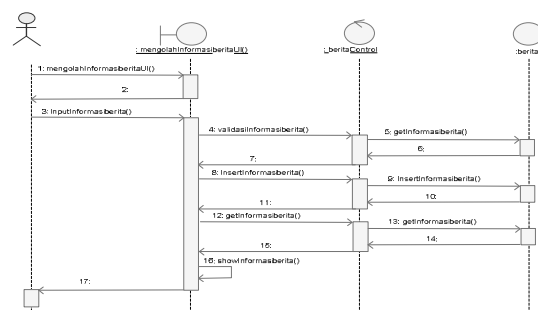 : mengolahinformasiberitaUI()
: beritaControl
:berita
1: mengolahinformasiberitaUI()
2:
3: inputinformasiberita()
4: validasiinformasiberita()
5: getinformasiberita()
6:
7:
8: insertinformasiberita()
9: insertinformasiberita()
10:
11:
12: getinformasiberita()
13: getinformasiberita()
14:
15:
16: showinformasiberita()
17: